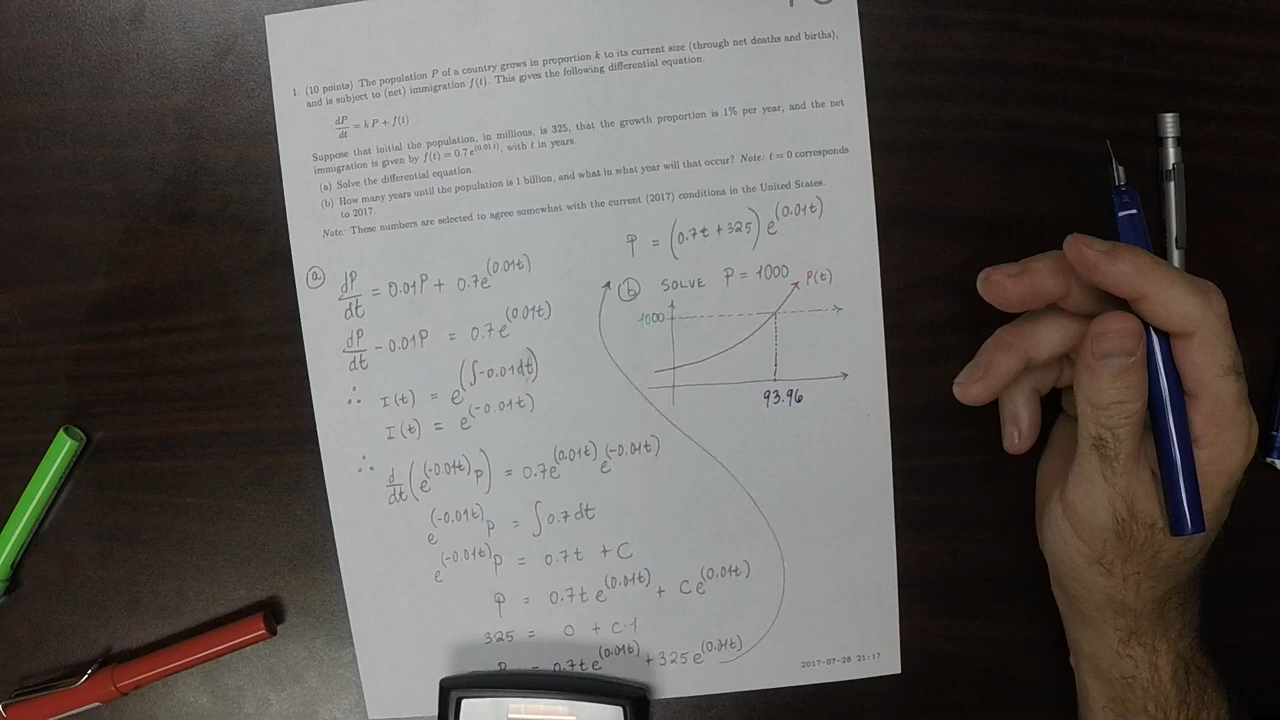 1. (10 points) The population P of a country grows in proportion k to its current size (through net deaths and births),
and is subject to (net) immigration f(t). This gives the following differential equation.
dP/dt = k P + f(t)
Suppose that initial the population, in millions, is 325, that the growth proportion is 1% per year, and the net
immigration is given by f(t) = 0.7 e^(0.01 t), with t in years.
(a) Solve the differential equation.
(b) How many years until the population is 1 billion, and what in what year will that occur? Note: t = 0 corresponds
to 2017.
Note: These numbers are selected to agree somewhat with the current (2017) conditions in the United States.
(a) dP/dt = 0.01P + 0.7e^(0.01t)
dP/dt - 0.01P = 0.7e^(0.01t)
∴ I(t) = e^(∫-0.01dt)
I(t) = e^(-0.01t)
∴ d/dt(e^(-0.01t) P) = 0.7e^(0.01t) e^(-0.01t)
e^(-0.01t) P = ∫0.7dt
e^(-0.01t) P = 0.7t + C
P = 0.7t e^(0.01t) + Ce^(0.01t)
325 = 0 + C·1
P = 0.7te^(0.01t) + 325e^(0.01t)
P = (0.7t + 325) e^(0.01t)
(b) SOLVE P = 1000
P(t)
1000
93.96
2017-07-28 21:17